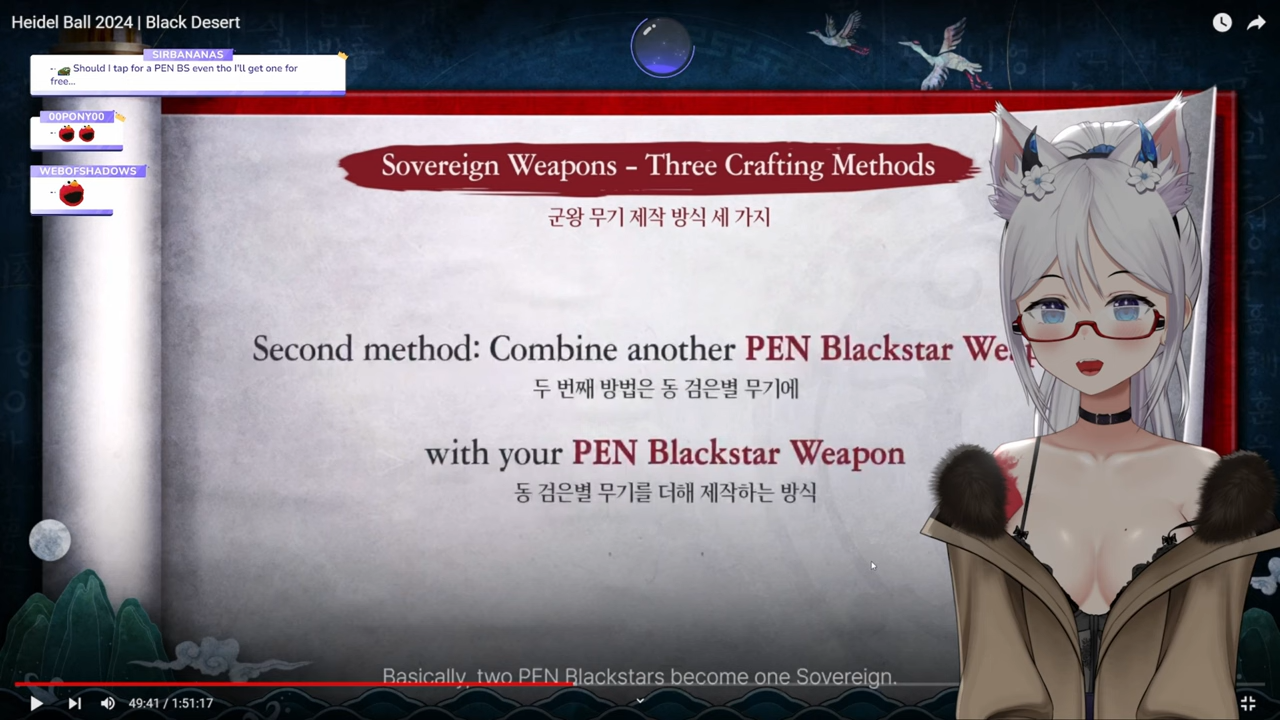 Heidel Ball 2024 | Black Desert
SIRBANANAS
Should I tap for a PEN BS even tho I'll get one for
free...
00PONY00
WEBOFSHADOWS
Sovereign Weapons - Three Crafting Methods
군왕 무기 제작 방식 세 가지
Second method: Combine another PEN Blackstar
두 번째 방법은 동 검은별 무기에
with your PEN Blackstar Weapon
동 검은별 무기를 더해 제작하는 방식
Basically, two PEN Blackstars become one Sovereign.
49:41 / 1:51:17